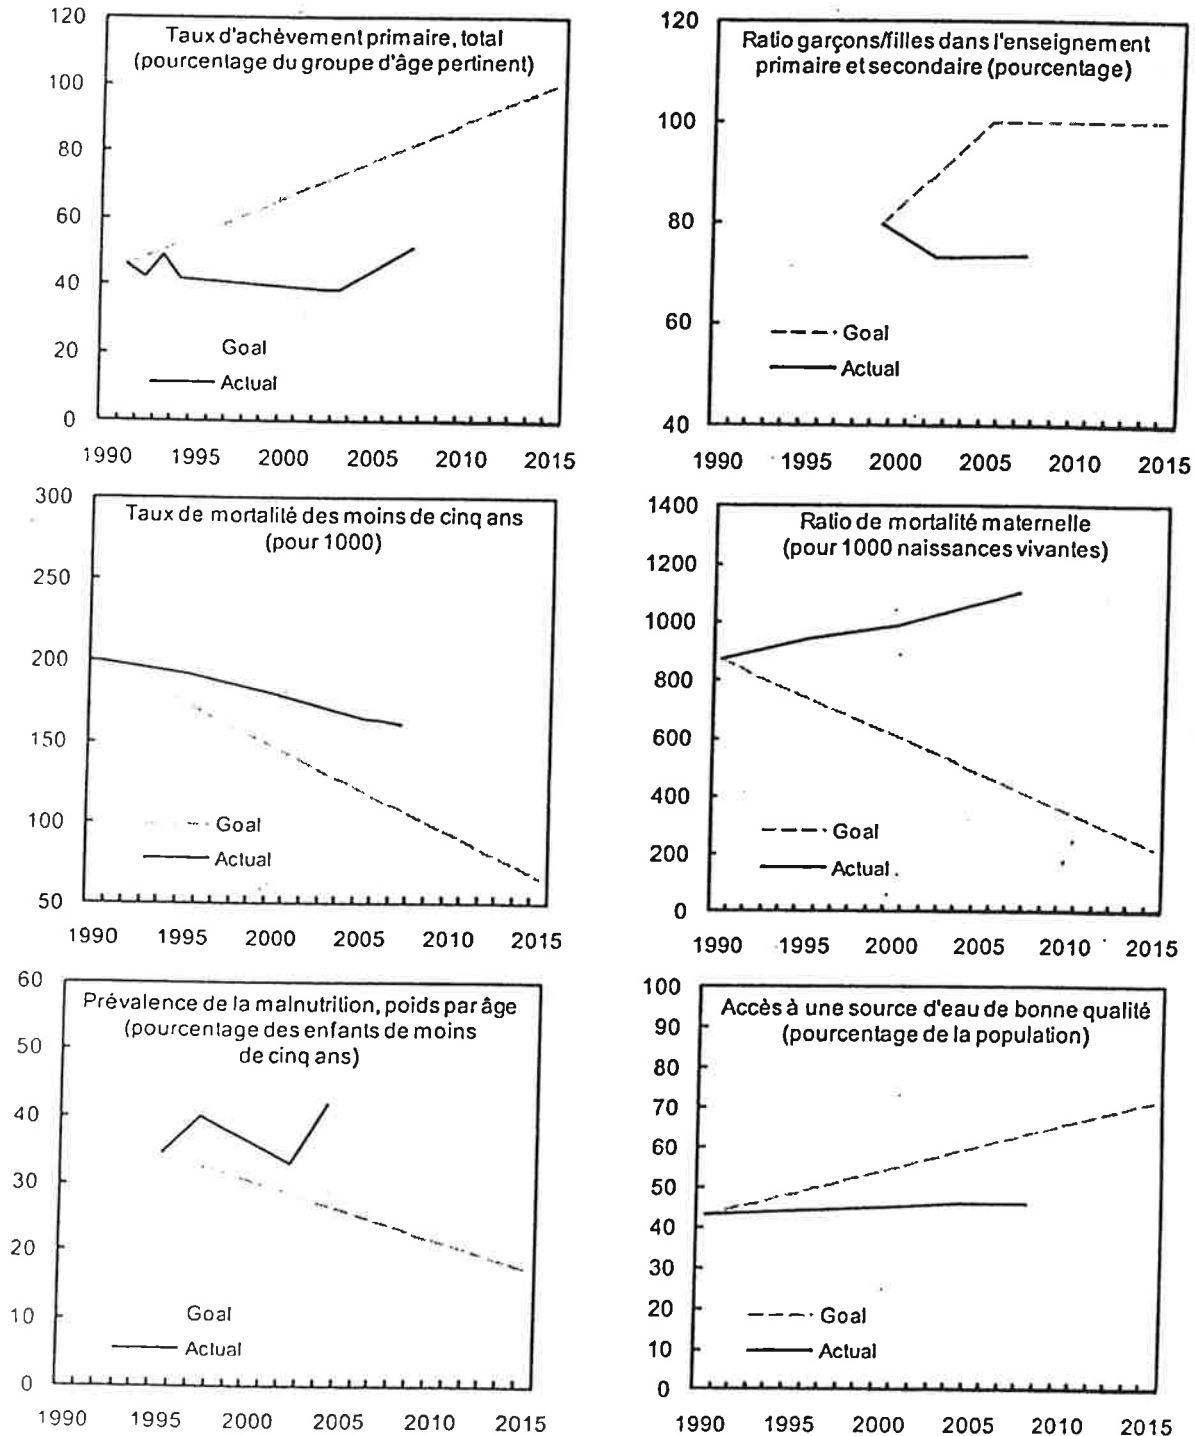 120
100
80
60
40
20
0
Taux d'achèvement primaire, total
(pourcentage du groupe d'âge pertinent)
Goal
Actual
1990 1995 2000 2005 2010 2015
120
100
80
60
40
Ratio garçons/filles dans l'enseignement
primaire et secondaire (pourcentage)
Goal
Actual
1990 1995 2000 2005 2010 2015
300
250
200
150
100
50
Taux de mortalité des moins de cinq ans
(pour 1000)
Goal
Actual
1990 1995 2000 2005 2010 2015
1400
1200
1000
800
600
400
200
0
Ratio de mortalité maternelle
(pour 1000 naissances vivantes)
Goal
Actual
1990 1995 2000 2005 2010 2015
60
50
40
30
20
10
0
Prévalence de la malnutrition, poids par âge
(pourcentage des enfants de moins
de cinq ans)
Goal
Actual
1990 1995 2000 2005 2010 2015
100
90
80
70
60
50
40
30
20
10
0
Accès à une source d'eau de bonne qualité
(pourcentage de la population)
Goal
Actual
1990 1995 2000 2005 2010 2015